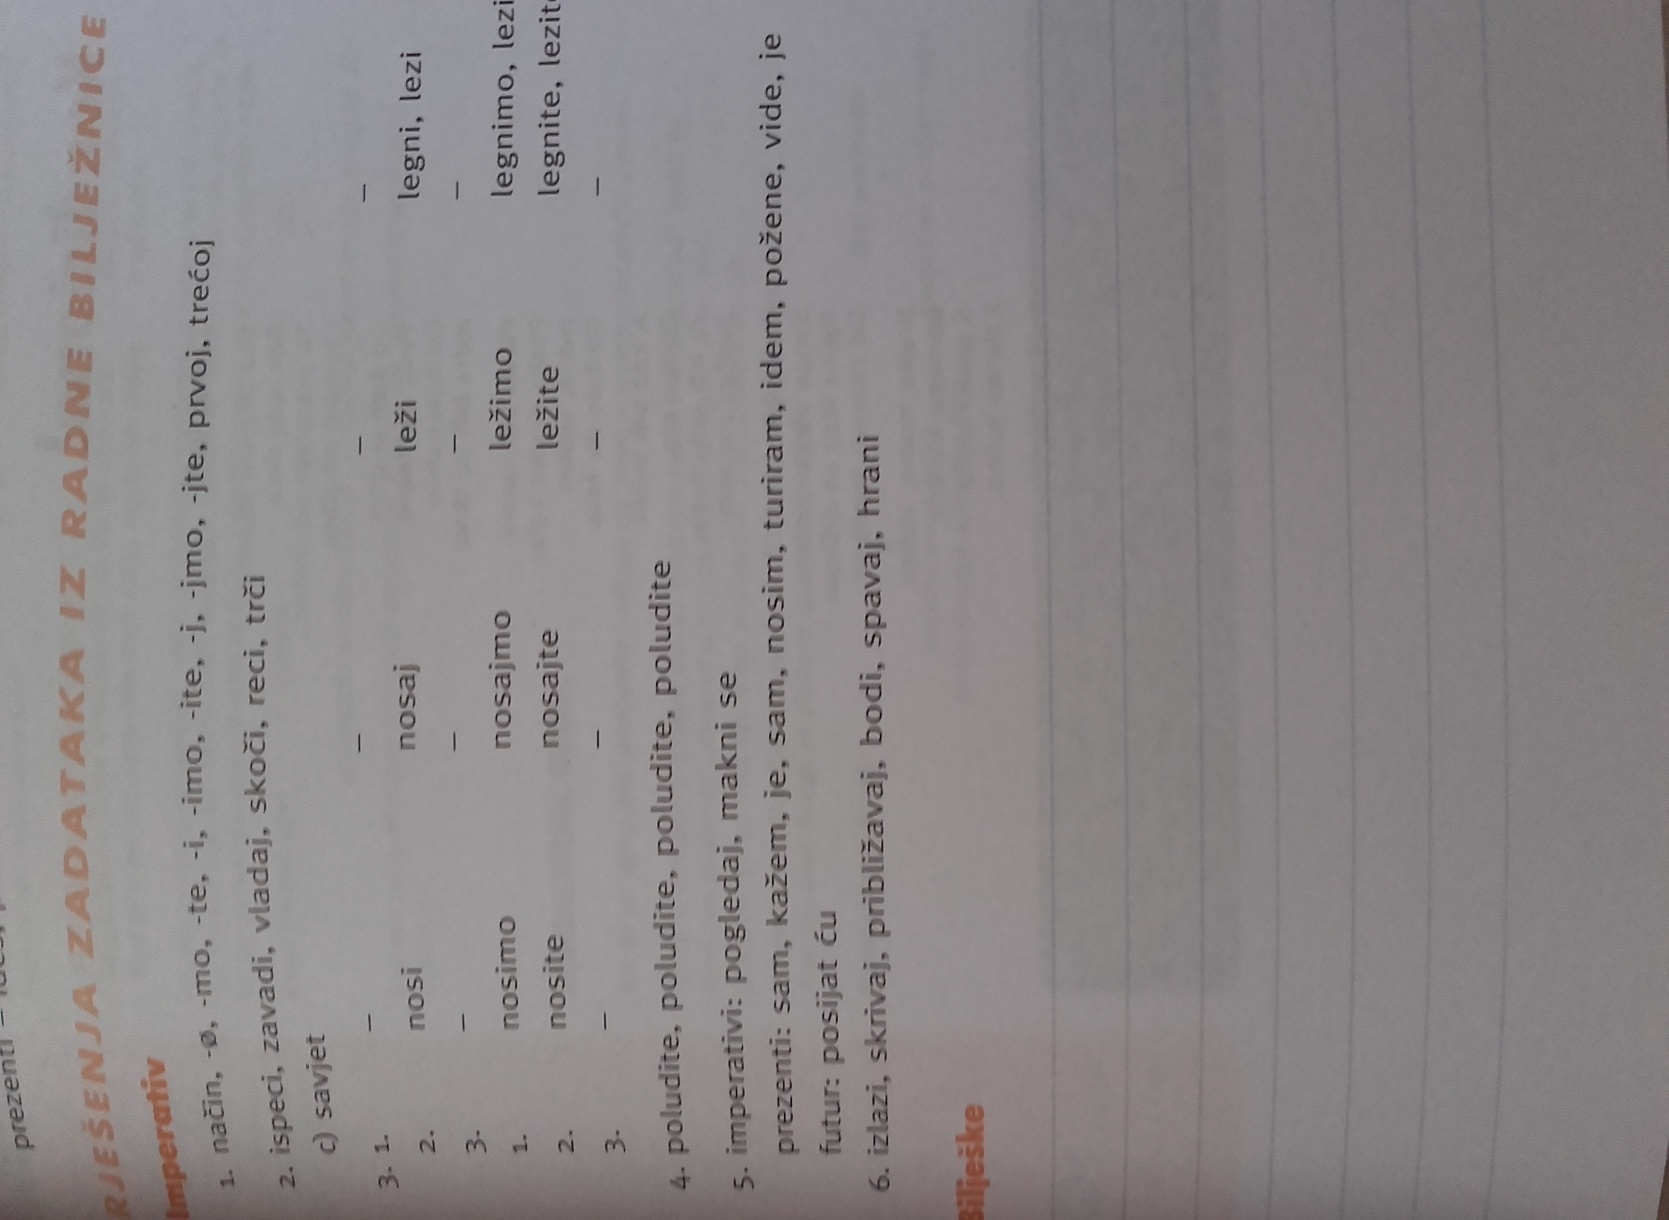 prezenti –
RJEŠENJA ZADATAKA IZ RADNE BILJEŽNICE
Imperativ
1. način, -ø, -mo, -te, -i, -imo, -ite, -j, -jmo, -jte, prvoj, trećoj
2. ispeci, zavadi, vladaj, skoči, reci, trči
c) savjet
3. 1. – – – –
2. nosi nosaj leži legni, lezi
3. – – – –
1. nosimo nosajmo ležimo legnimo, lezi
2. nosite nosajte ležite legnite, lezite
3. – – – –
4. poludite, poludite, poludite, poludite, poludite
5. imperativi: pogledaj, makni se
prezenti: sam, kažem, je, sam, nosim, turiram, idem, požene, vide, je
futur: posijat ću
6. izlazi, skrivaj, približavaj, bodi, spavaj, hrani
Bilješke